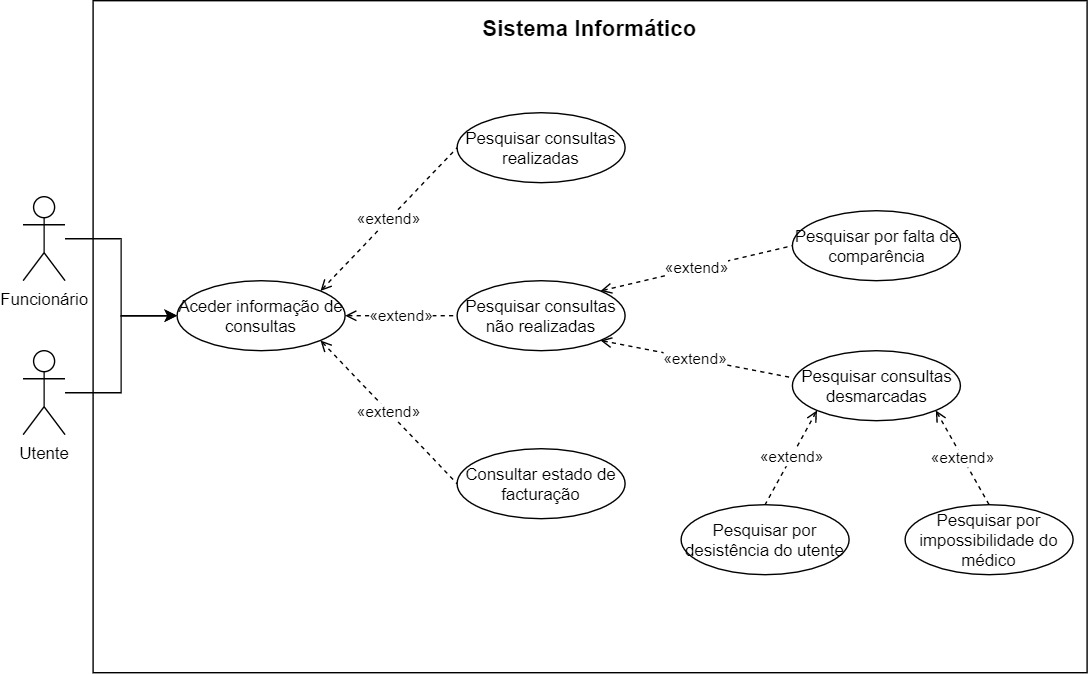 Sistema Informático
Pesquisar consultas
realizadas
«extend»
Pesquisar por falta de
comparência
«extend»
Funcionário
Aceder informação de
consultas
«extend»
Pesquisar consultas
não realizadas
«extend»
Pesquisar consultas
desmarcadas
«extend»
Utente
«extend»
«extend»
Consultar estado de
facturação
Pesquisar por
desistência do utente
Pesquisar por
impossibilidade do
médico